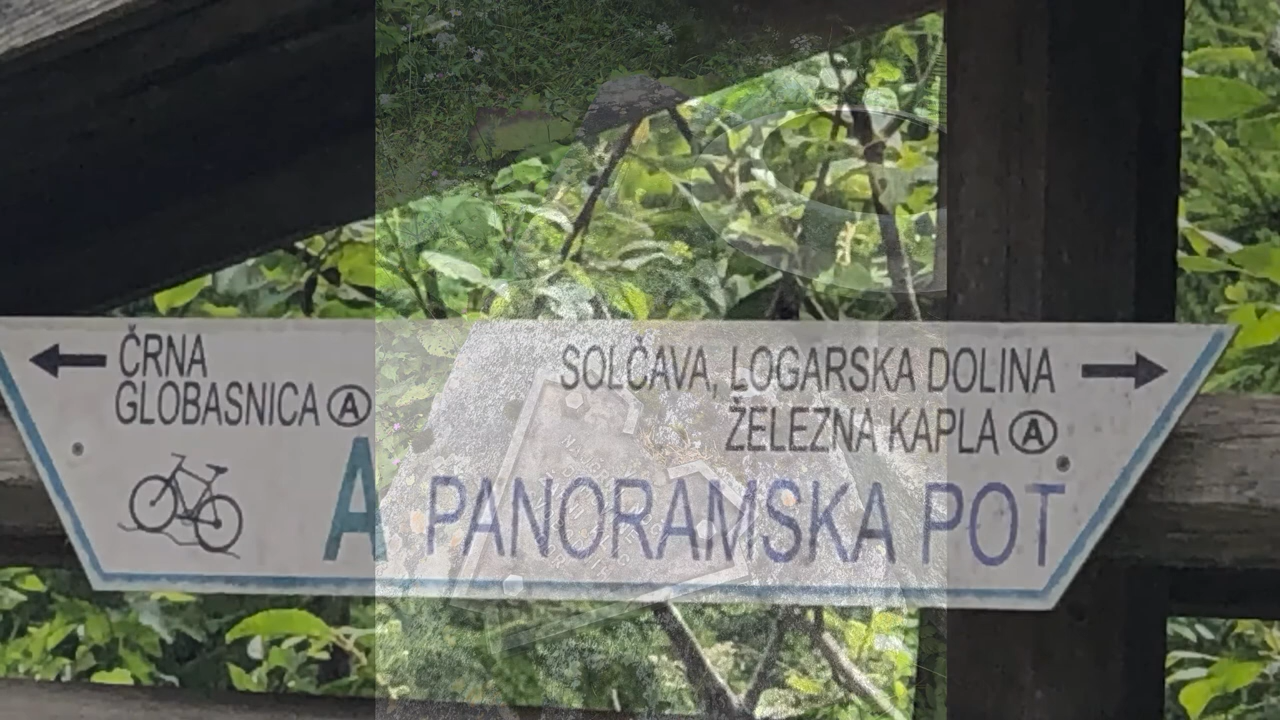 ČRNA
GLOBASNICA A
SOLČAVA, LOGARSKA DOLINA
ŽELEZNA KAPLA A
A PANORAMSKA POT